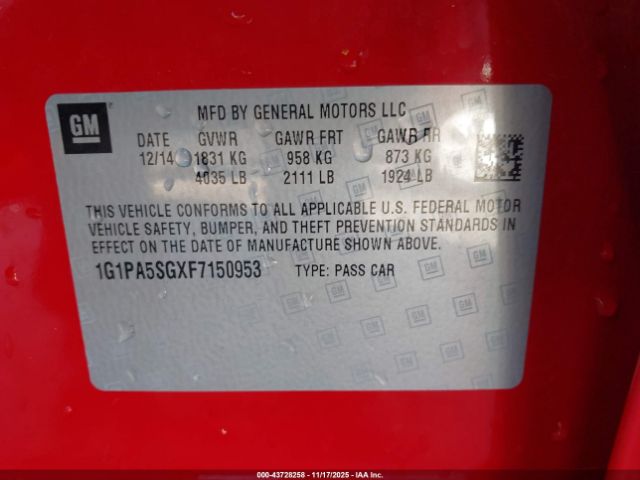 GM
MFD BY GENERAL MOTORS LLC
DATE GVWR GAWR FRT GAWR RR
12/14 1831 KG 958 KG 873 KG
4035 LB 2111 LB 1924 LB
THIS VEHICLE CONFORMS TO ALL APPLICABLE U.S. FEDERAL MOTOR
VEHICLE SAFETY, BUMPER, AND THEFT PREVENTION STANDARDS IN
EFFECT ON THE DATE OF MANUFACTURE SHOWN ABOVE.
1G1PA5SGXF7150953 TYPE: PASS CAR
000-43728258 - 11/17/2025 - IAA Inc.